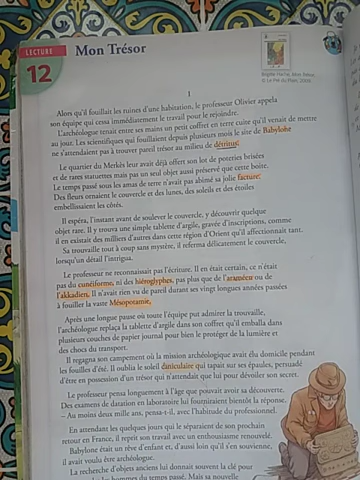 LECTURE
12
Mon Trésor
Brigitte Heller, Mon Trésor,
1
Alors qu'il fouillait les ruines d'une habitation, le professeur Olivier appela
son équipe qui cessa immédiatement le travail pour le rejoindre.
L'archéologue tenait entre ses mains un petit coffret en terre cuite qu'il venait de mettre
au jour. Les scientifiques qui fouillaient depuis plusieurs mois le site de Babylone
ne s'attendaient pas à trouver pareil trésor au milieu de détritus.
Le quartier du Merkès leur avait déjà offert son lot de poteries brisées
et de rares statuettes mais pas un seul objet aussi préservé que cette boite.
Le temps passé sous les amas de terre n'avait pas abîmé sa jolie facture.
Des fleurs ornaient le couvercle et des lunes, des soleils et des étoiles
embellissaient les côtés.
Il espéra, l'instant avant de soulever le couvercle, y découvrir quelque
objet rare. Il y trouva une simple tablette d'argile, gravée d'inscriptions, comme
il en existait des milliers d'autres dans cette région d'Orient qu'il affectionnait tant.
Sa trouvaille tout à coup sans mystère, il referma délicatement le couvercle,
lorsqu'un détail l'intrigua.
Le professeur ne reconnaissait pas l'écriture. Il en était certain, ce n'était
pas du cunéiforme, ni des hiéroglyphes, pas plus que de l'araméen ou de
l'akkadien. Il n'avait rien vu de pareil durant ses vingt longues années passées
à fouiller la vaste Mésopotamie.
Après une longue pause où toute l'équipe put admirer la trouvaille,
l'archéologue replaça la tablette d'argile dans son coffret qu'il emballa dans
plusieurs couches de papier journal pour bien le protéger de la lumière et
des chocs du transport.
Il regagna son campement où la mission archéologique avait élu domicile pendant
les fouilles d'été. Il oublia le soleil caniculaire qui tapait sur ses épaules, persuadé
d'être en possession d'un trésor qui n'attendait que lui pour dévoiler son secret.
Le professeur pensa longuement à l'âge que pouvait avoir sa découverte.
Des examens de datation en laboratoire lui fourniraient bientôt la réponse.
– Au moins deux mille ans, pensa-t-il, avec l'habitude du professionnel.
En attendant les quelques jours qui le séparaient de son prochain
retour en France, il reprit son travail avec un enthousiasme renouvelé.
Babylone était un rêve d'enfant et, d'aussi loin qu'il s'en souvienne,
il avait voulu être archéologue.
La recherche d'objets anciens lui donnait souvent la clé pour
les hommes du temps passé. Mais sa nouvelle